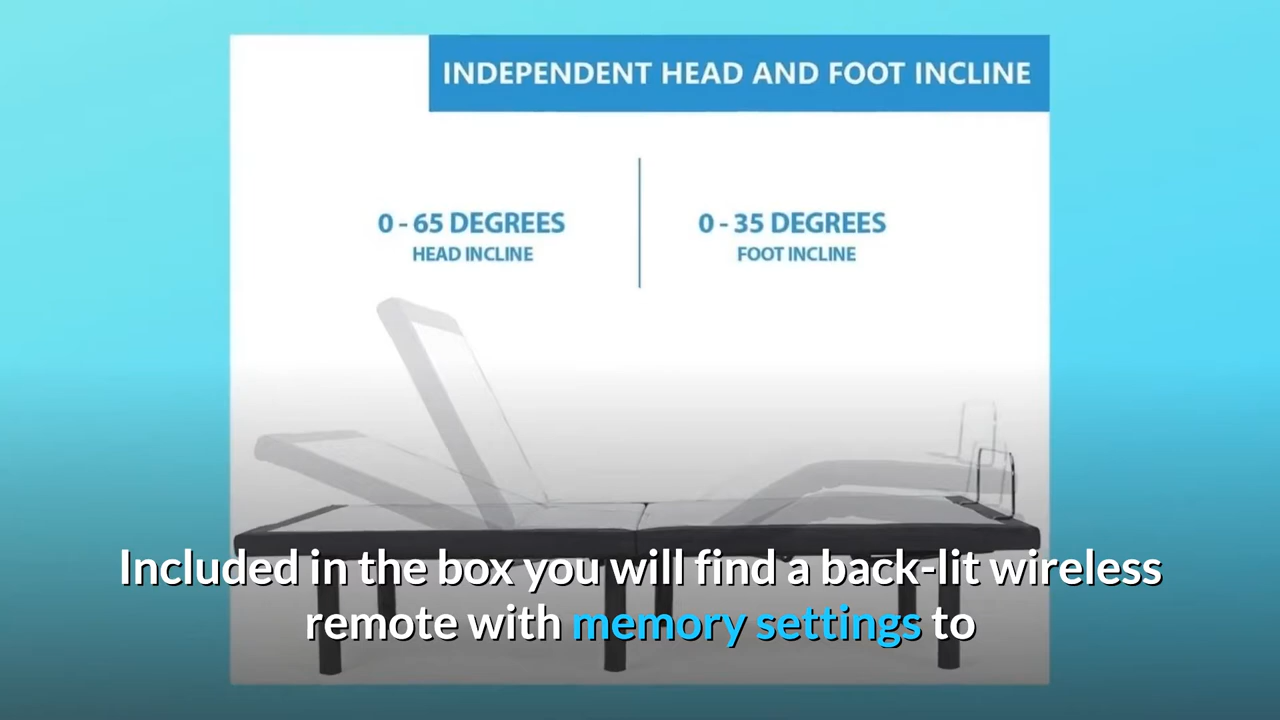 INDEPENDENT HEAD AND FOOT INCLINE
0 - 65 DEGREES
HEAD INCLINE
0 - 35 DEGREES
FOOT INCLINE
Included in the box you will find a back-lit wireless
remote with memory settings to